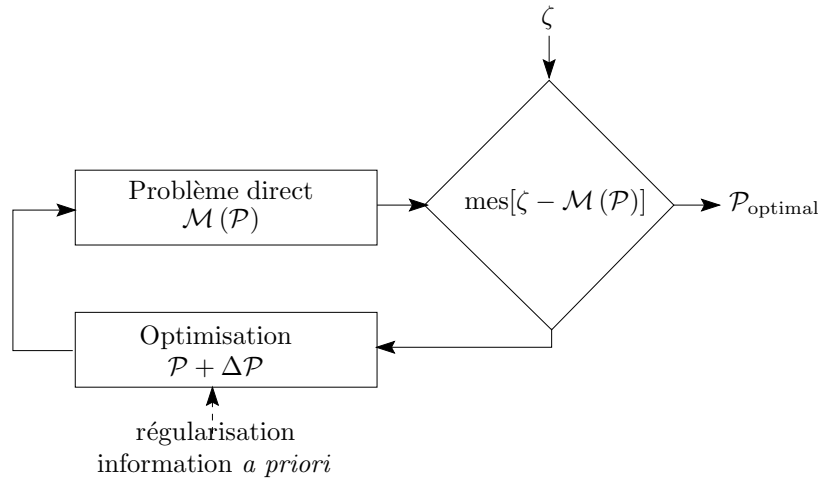 ζ
Problème direct
ℳ (𝒫)
mes[ζ − ℳ (𝒫)]
𝒫optimal
Optimisation
𝒫 + Δ𝒫
régularisation
information a priori